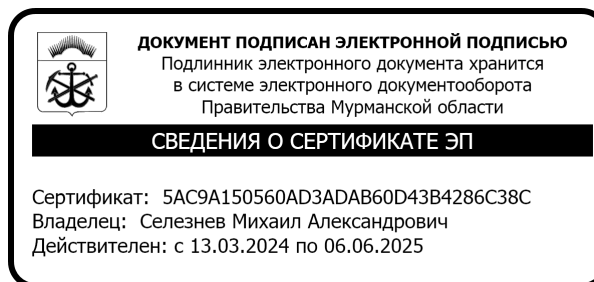 ДОКУМЕНТ ПОДПИСАН ЭЛЕКТРОННОЙ ПОДПИСЬЮ
Подлинник электронного документа хранится
в системе электронного документооборота
Правительства Мурманской области
СВЕДЕНИЯ О СЕРТИФИКАТЕ ЭП
Сертификат: 5AC9A150560AD3ADAB60D43B4286C38C
Владелец: Селезнев Михаил Александрович
Действителен: с 13.03.2024 по 06.06.2025